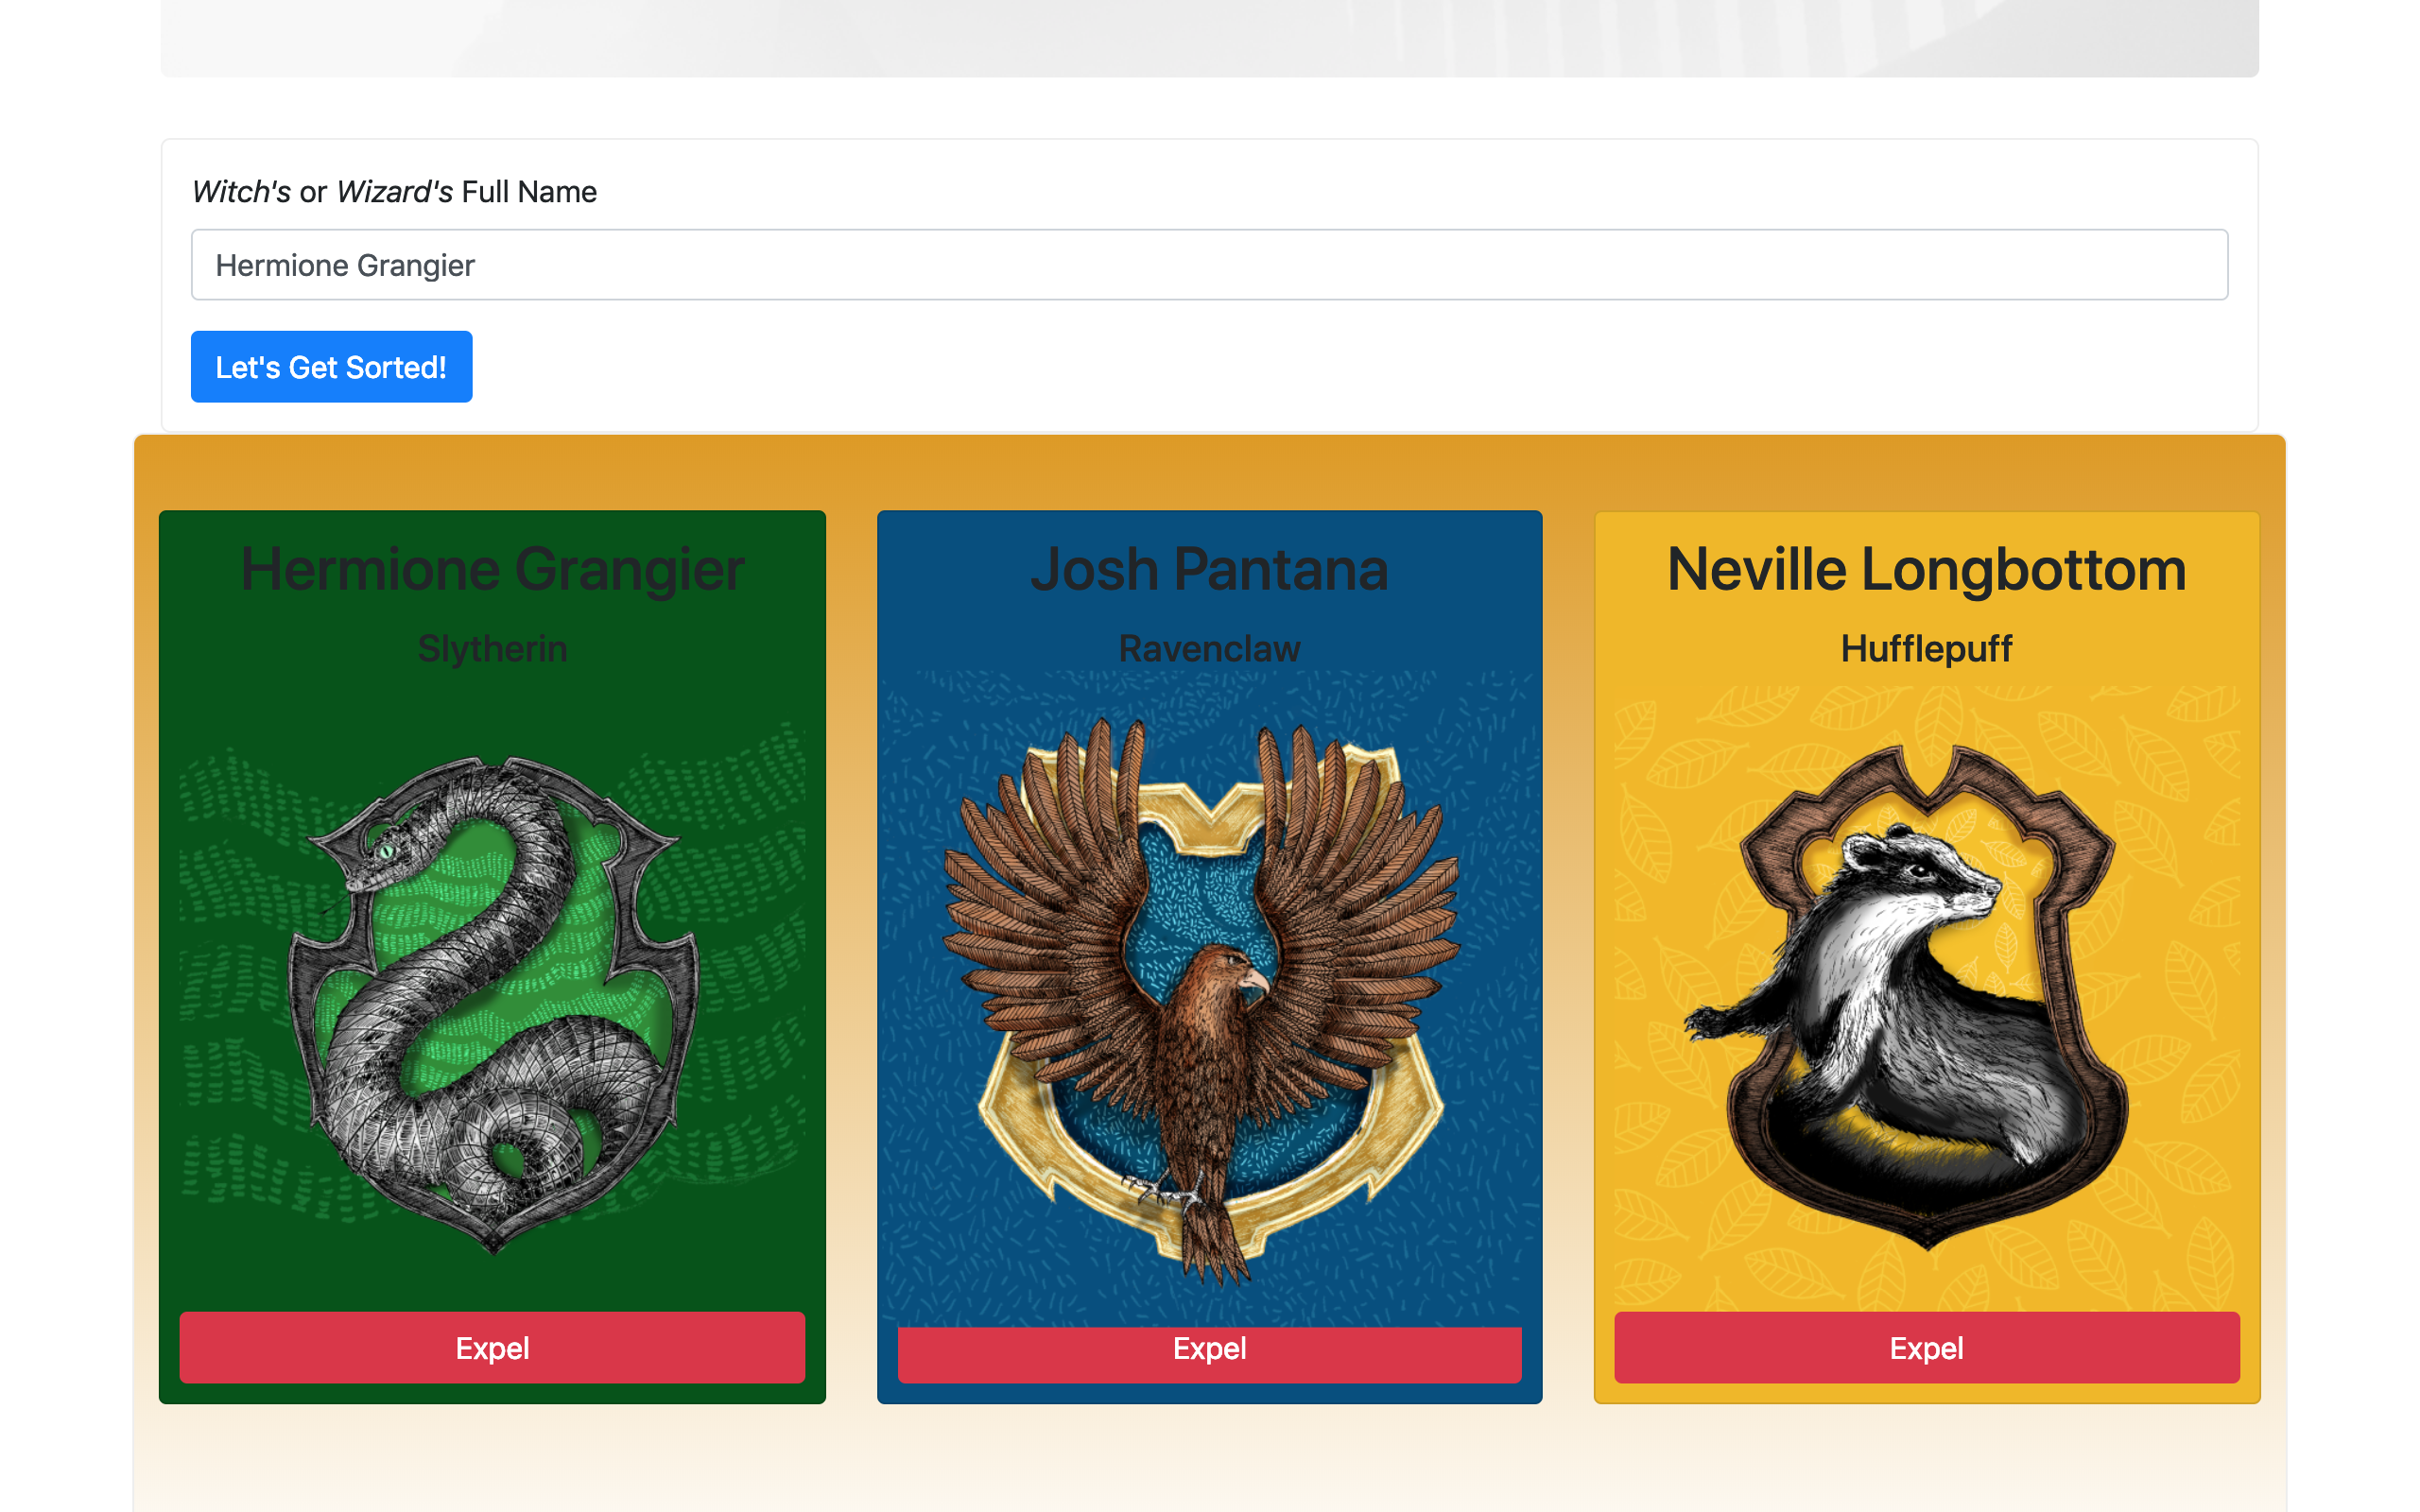 Witch's or Wizard's Full Name
Hermione Grangier
Let's Get Sorted!
Hermione Grangier
Slytherin
Expel
Josh Pantana
Ravenclaw
Expel
Neville Longbottom
Hufflepuff
Expel